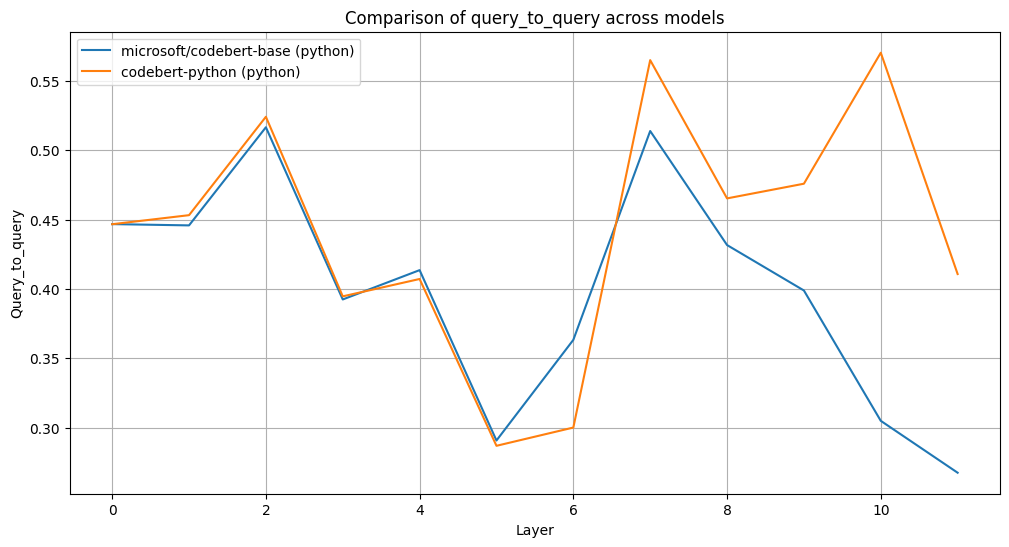 Comparison of query_to_query across models
microsoft/codebert-base (python)
codebert-python (python)
Query_to_query
0.55
0.50
0.45
0.40
0.35
0.30
0
2
4
6
8
10
Layer